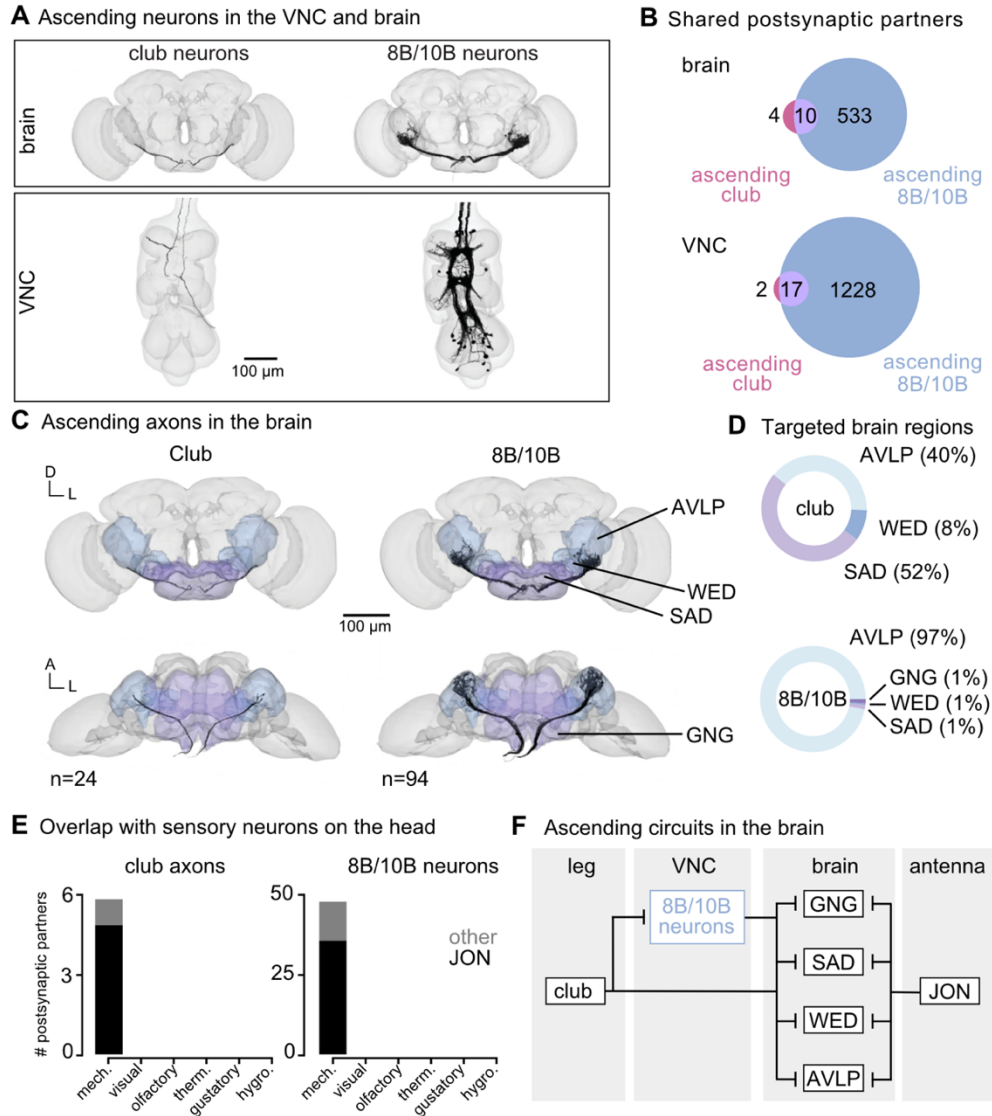 A Ascending neurons in the VNC and brain
club neurons
8B/10B neurons
brain
VNC
100 µm
B Shared postsynaptic partners
brain
4
10
533
ascending
club
ascending
8B/10B
VNC
2
17
1228
ascending
club
ascending
8B/10B
C Ascending axons in the brain
Club
8B/10B
D
L
AVLP
WED
SAD
100 µm
A
L
GNG
n=24
n=94
D Targeted brain regions
AVLP (40%)
club
WED (8%)
SAD (52%)
AVLP (97%)
8B/10B
GNG (1%)
WED (1%)
SAD (1%)
E Overlap with sensory neurons on the head
club axons
8B/10B neurons
# postsynaptic partners
6
3
0
mech.
visual
olfactory
therm.
gustatory
hygro.
50
25
0
other
JON
mech.
visual
olfactory
therm.
gustatory
hygro.
F Ascending circuits in the brain
leg
VNC
brain
antenna
8B/10B
neurons
GNG
SAD
club
JON
WED
AVLP